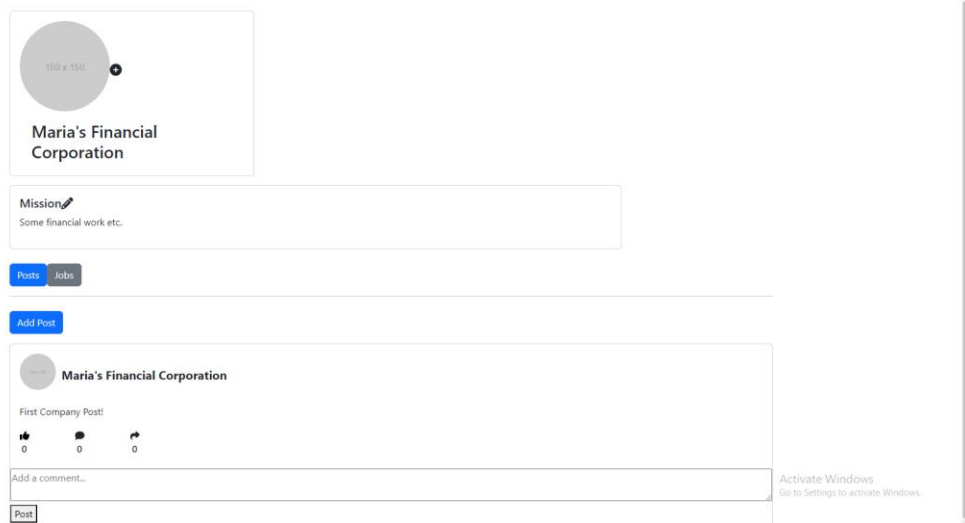 150 x 150
Maria's Financial
Corporation
Mission
Some financial work etc.
Posts Jobs
Add Post
Maria's Financial Corporation
First Company Post!
0 0 0
Add a comment...
Activate Windows
Go to Settings to activate Windows.
Post